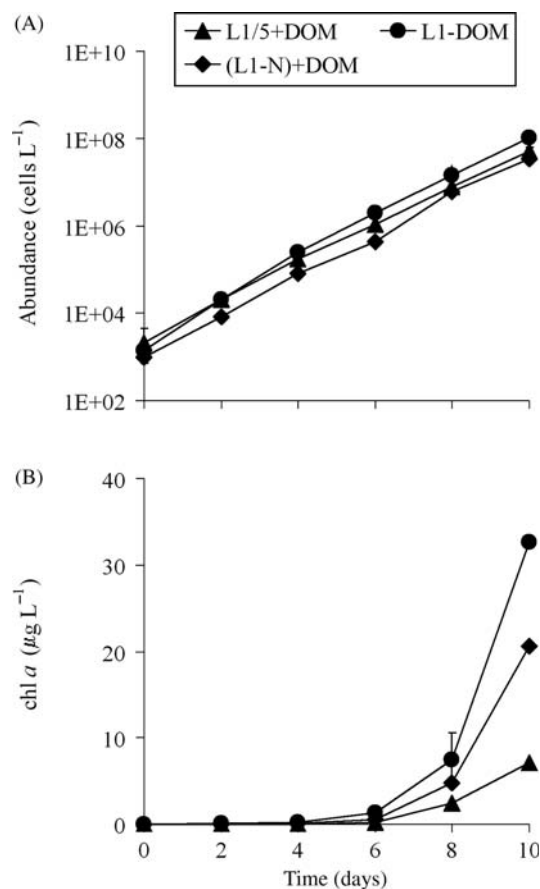 (A)
L1/5+DOM L1-DOM
(L1-N)+DOM
1E+10
1E+08
1E+06
1E+04
1E+02
Abundance (cells L⁻¹)
(B)
40
30
20
10
0
chl a (µg L⁻¹)
0 2 4 6 8 10
Time (days)